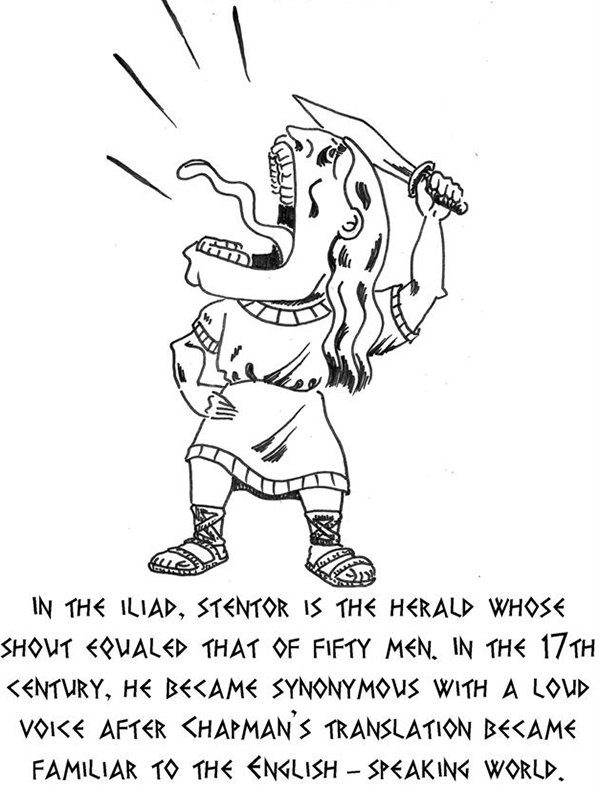 IN THE ILIAD, STENTOR IS THE HERALD WHOSE
SHOUT EQUALED THAT OF FIFTY MEN. IN THE 17TH
CENTURY, HE BECAME SYNONYMOUS WITH A LOUD
VOICE AFTER CHAPMAN'S TRANSLATION BECAME
FAMILIAR TO THE ENGLISH – SPEAKING WORLD.